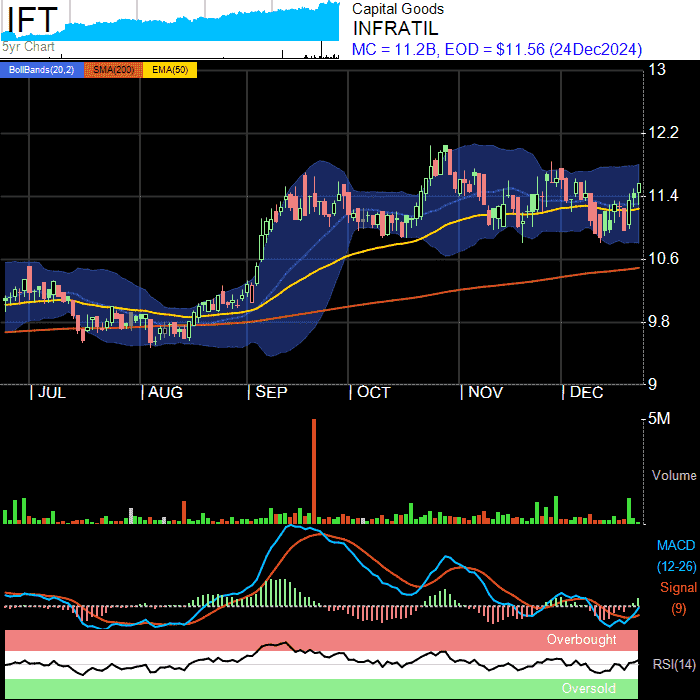 IFT
5yr Chart
Capital Goods
INFRATIL
MC = 11.2B, EOD = $11.56 (24Dec2024)
BollBands(20,2) SMA(200) EMA(50)
13
12.2
11.4
10.6
9.8
9
JUL AUG SEP OCT NOV DEC
5M
Volume
MACD
(12-26)
Signal
(9)
Overbought
RSI(14)
Oversold